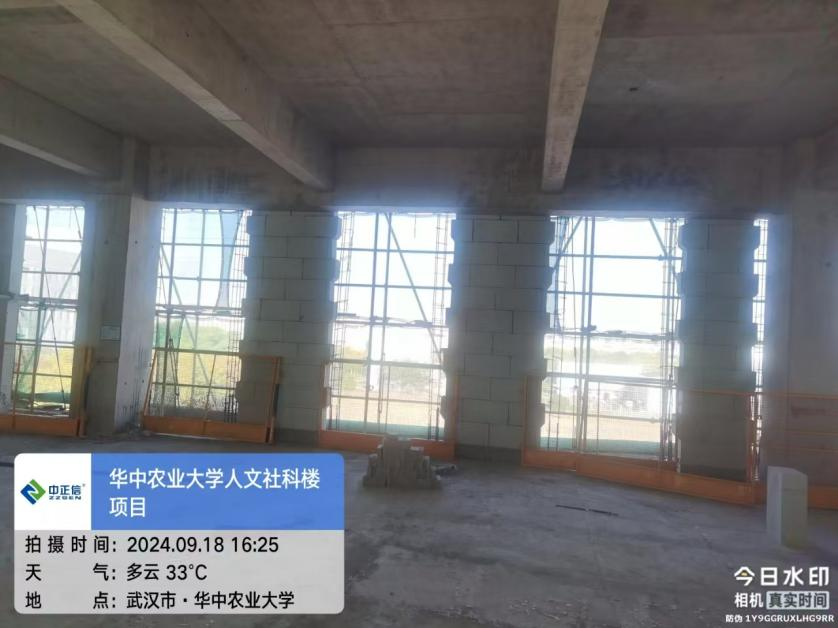 中正信®
ZZGEN
华中农业大学人文社科楼
项目
拍摄时间：2024.09.18 16:25
天　　气：多云 33℃
地　　点：武汉市·华中农业大学
今日水印
相机 真实时间
防伪 1Y9GGRUXLHG9RR